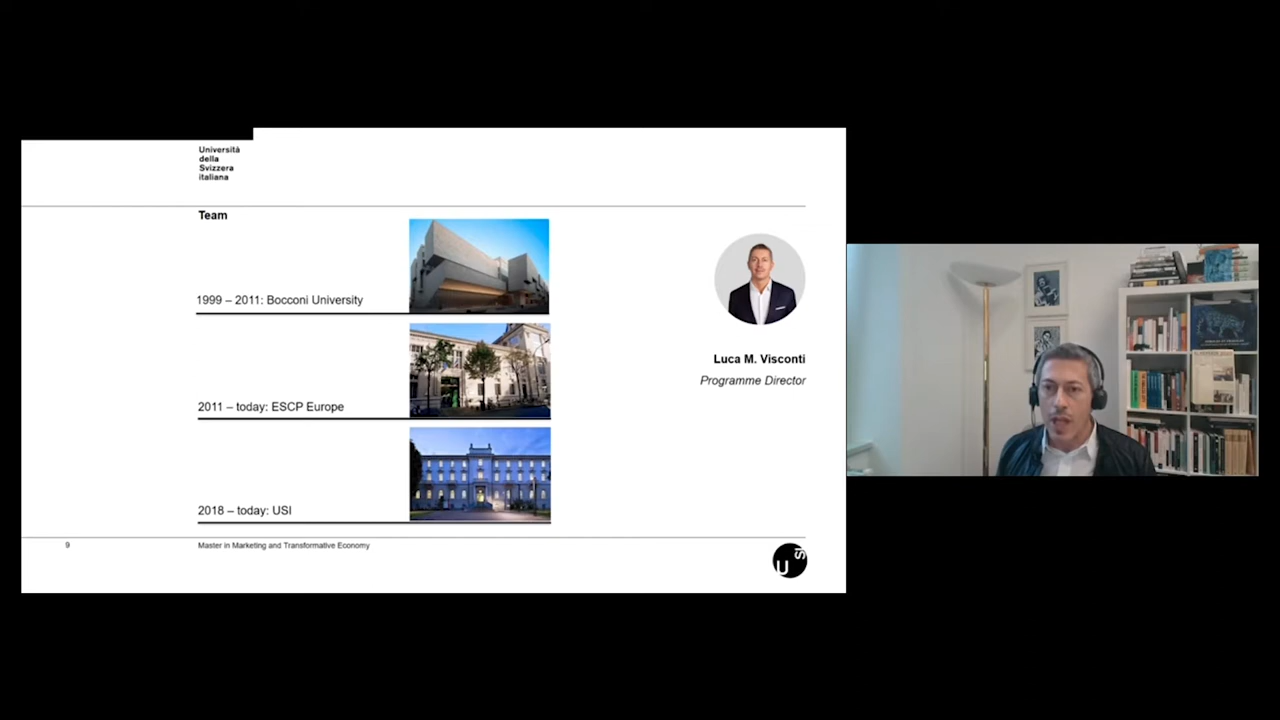 Università
della
Svizzera
italiana
Team
1999 – 2011: Bocconi University
2011 – today: ESCP Europe
2018 – today: USI
Luca M. Visconti
Programme Director
9
Master in Marketing and Transformative Economy
U
SI